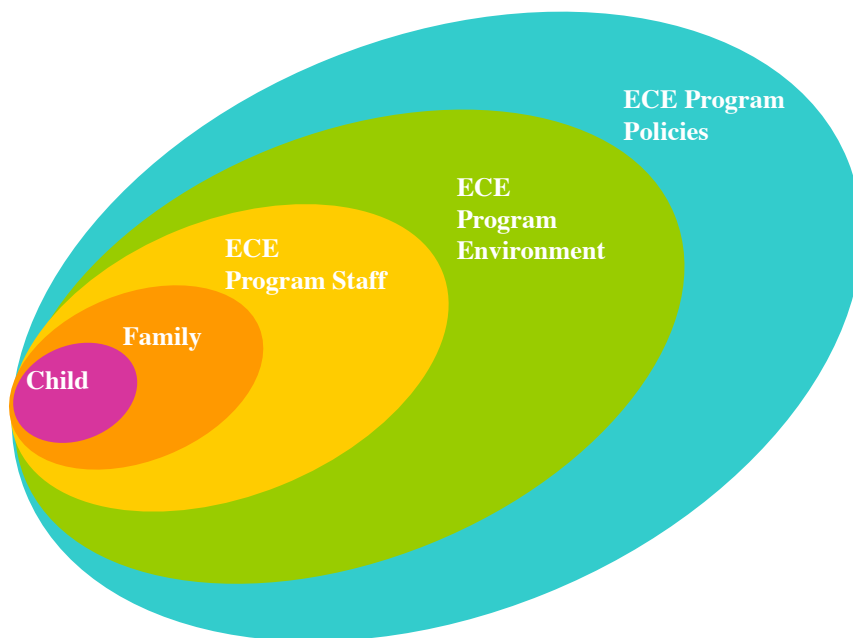 ECE Program
Policies
ECE
Program
Environment
ECE
Program Staff
Family
Child